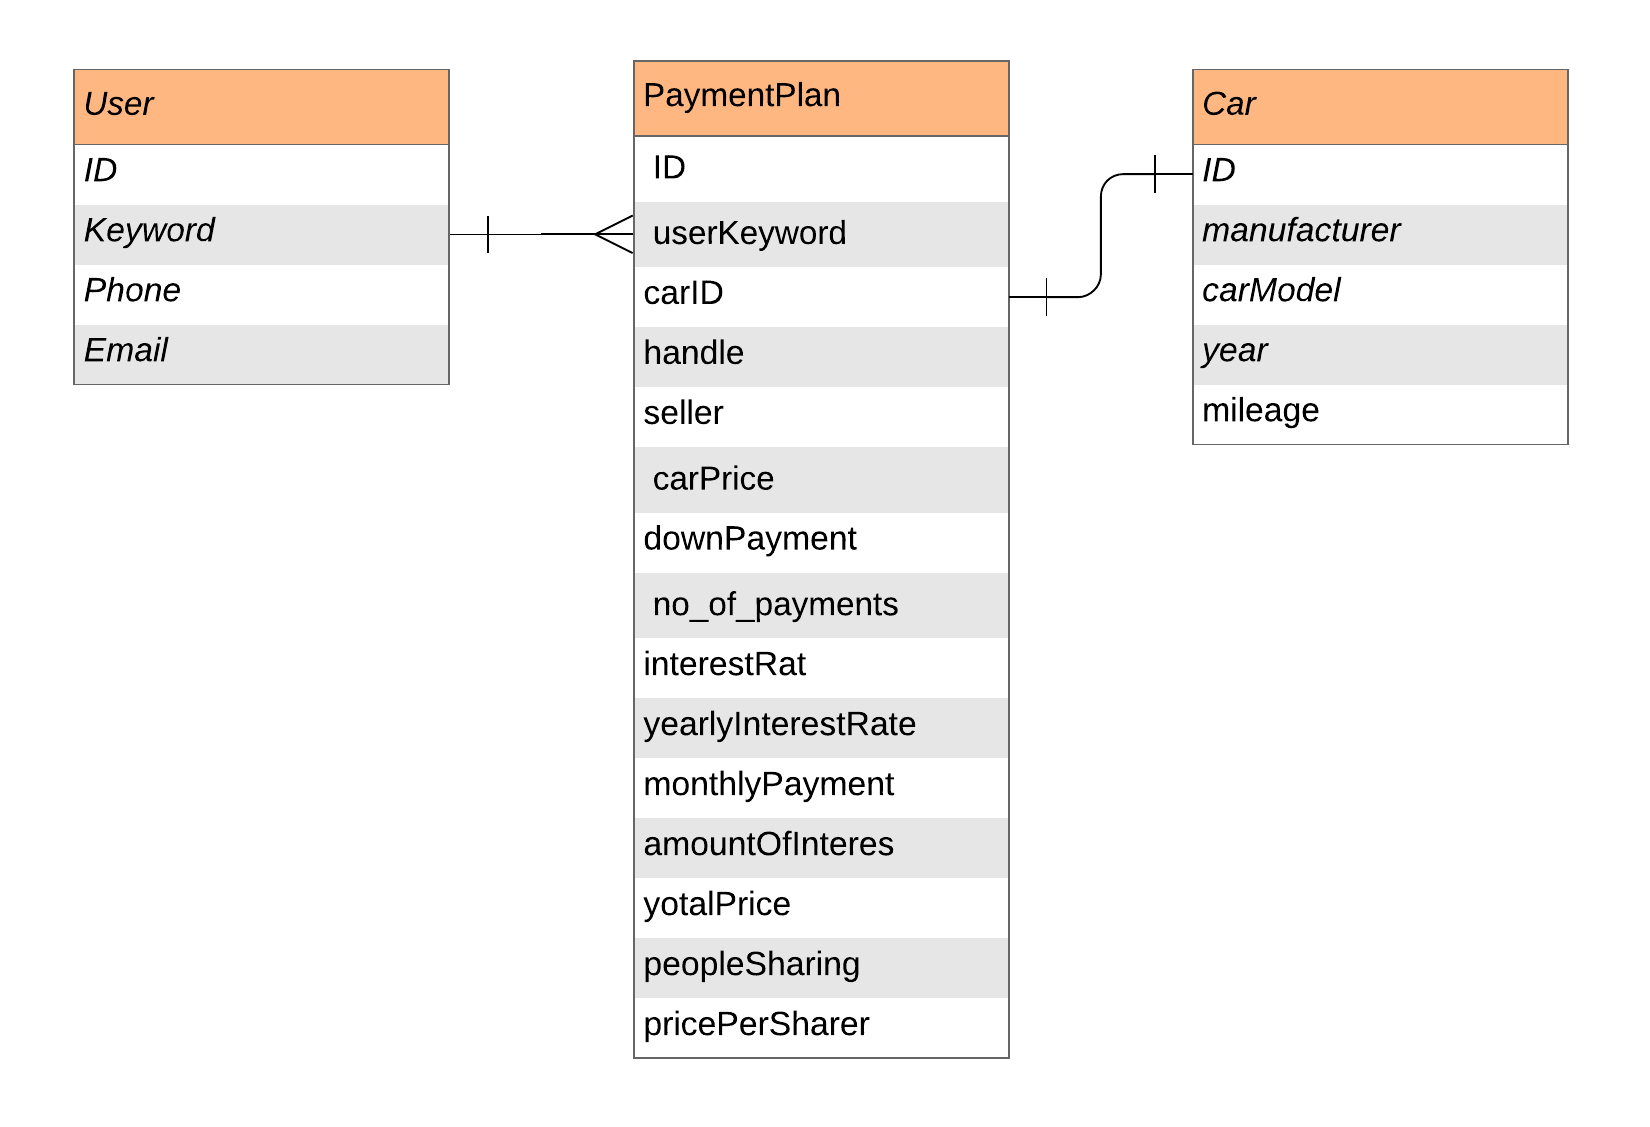 User
ID
Keyword
Phone
Email
PaymentPlan
ID
userKeyword
carID
handle
seller
carPrice
downPayment
no_of_payments
interestRat
yearlyInterestRate
monthlyPayment
amountOfInteres
yotalPrice
peopleSharing
pricePerSharer
Car
ID
manufacturer
carModel
year
mileage